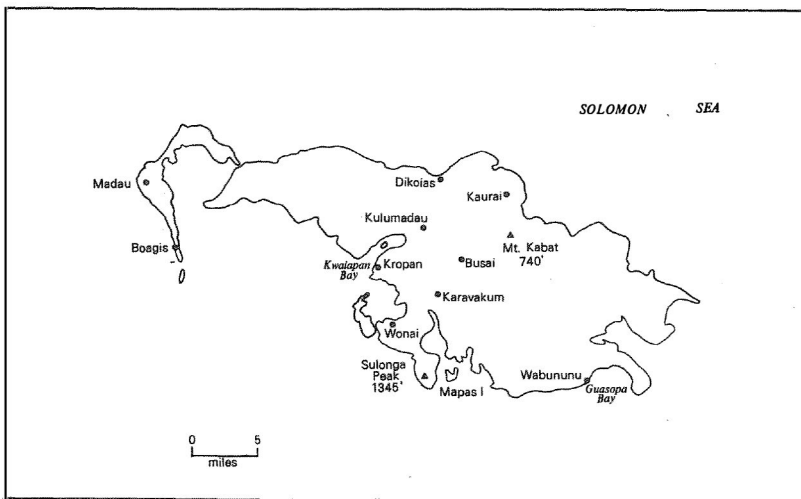 SOLOMON SEA
Madau
Dikoias
Kaurai
Kulumadau
Boagis
Mt. Kabat
740'
Kwaiapan
Bay
Kropan
Busai
Karavakum
Wonai
Sulonga
Peak
1345'
Mapas I
Wabununu
Guasopa
Bay
0 5
miles